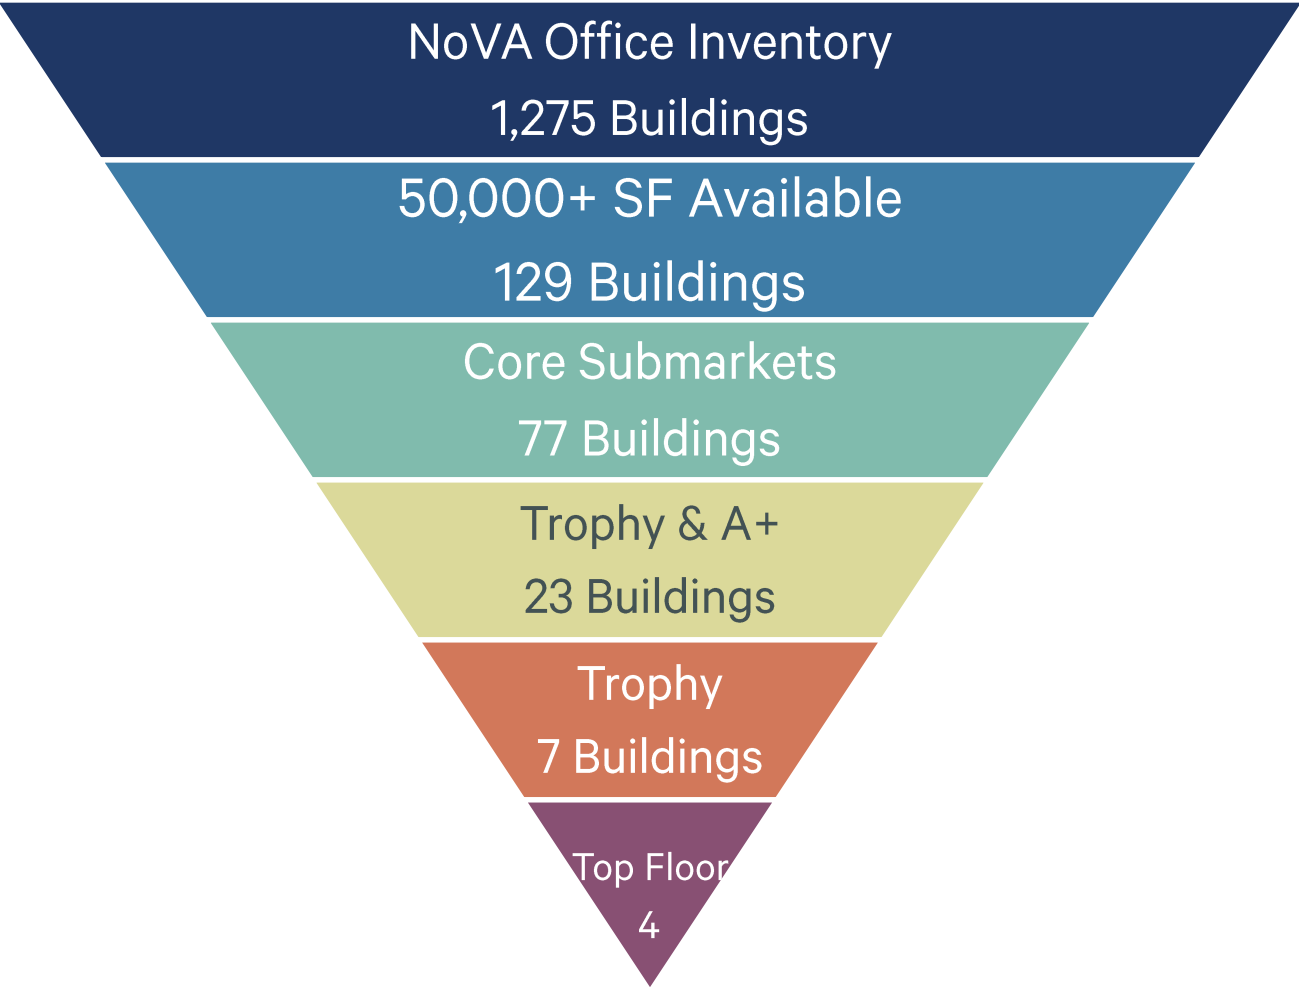 NoVA Office Inventory
1,275 Buildings
50,000+ SF Available
129 Buildings
Core Submarkets
77 Buildings
Trophy & A+
23 Buildings
Trophy
7 Buildings
Top Floor
4